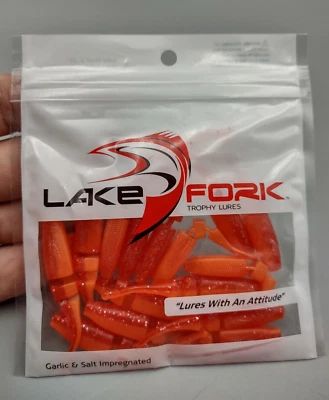 LAKE FORK
TROPHY LURES
"Lures With An Attitude"
Garlic & Salt Impregnated